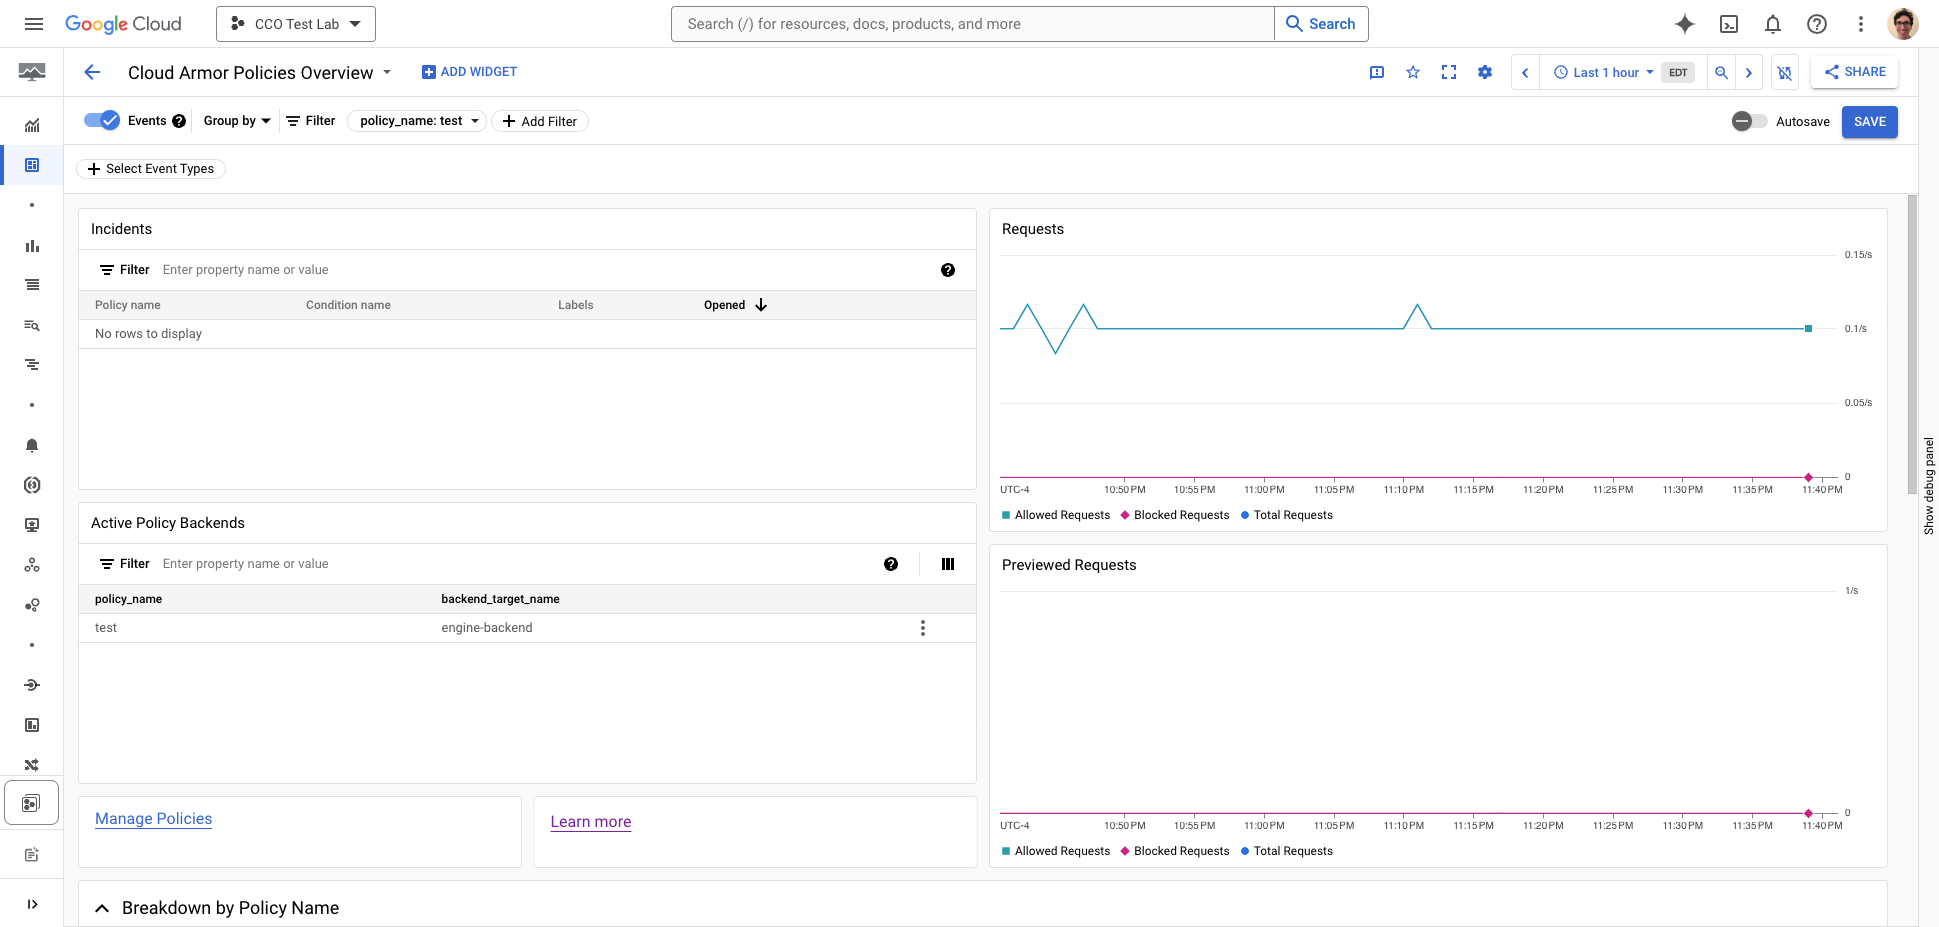 Google Cloud
CCO Test Lab
Search (/) for resources, docs, products, and more
Search
Cloud Armor Policies Overview
ADD WIDGET
Last 1 hour
EDT
SHARE
Events
Group by
Filter
policy_name: test
Add Filter
Autosave
SAVE
Select Event Types
Incidents
Filter
Enter property name or value
Policy name
Condition name
Labels
Opened
No rows to display
Active Policy Backends
Filter
Enter property name or value
policy_name
backend_target_name
test
engine-backend
Manage Policies
Learn more
Requests
0.15/s
0.1/s
0.05/s
0
UTC-4
10:50 PM
10:55 PM
11:00 PM
11:05 PM
11:10 PM
11:15 PM
11:20 PM
11:25 PM
11:30 PM
11:35 PM
11:40 PM
Allowed Requests
Blocked Requests
Total Requests
Previewed Requests
1/s
0
UTC-4
10:50 PM
10:55 PM
11:00 PM
11:05 PM
11:10 PM
11:15 PM
11:20 PM
11:25 PM
11:30 PM
11:35 PM
11:40 PM
Allowed Requests
Blocked Requests
Total Requests
Breakdown by Policy Name
Show debug panel